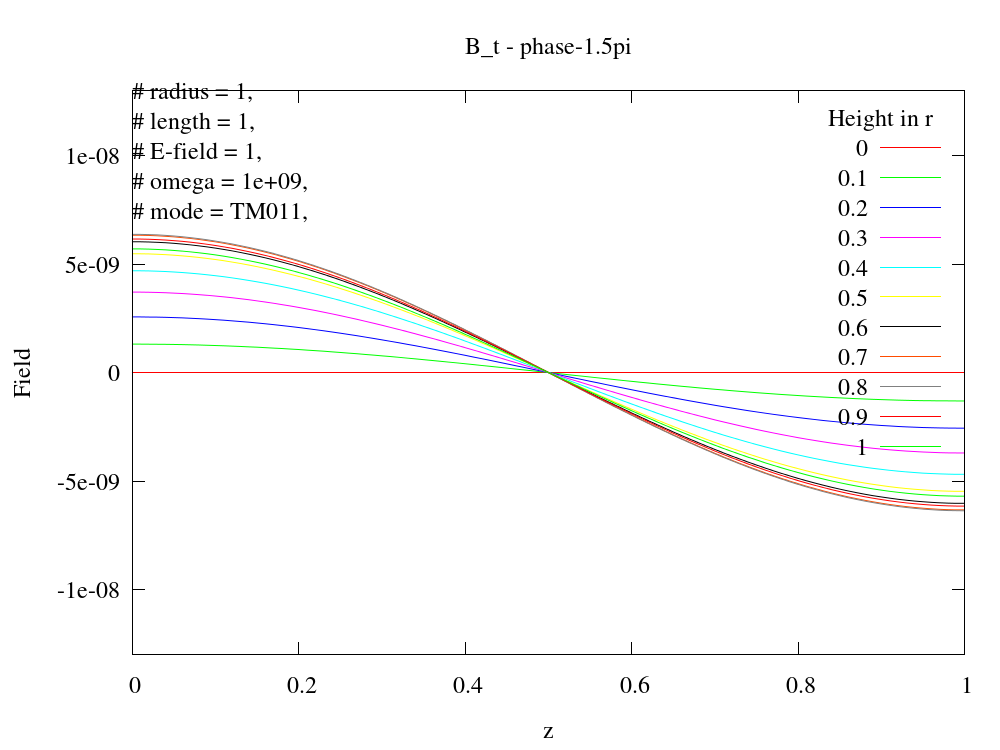 B_t - phase-1.5pi
# radius = 1,
# length = 1,
# E-field = 1,
# omega = 1e+09,
# mode = TM011,
Height in r
0
0.1
0.2
0.3
0.4
0.5
0.6
0.7
0.8
0.9
1
1e-08
5e-09
0
-5e-09
-1e-08
Field
0 0.2 0.4 0.6 0.8 1
z